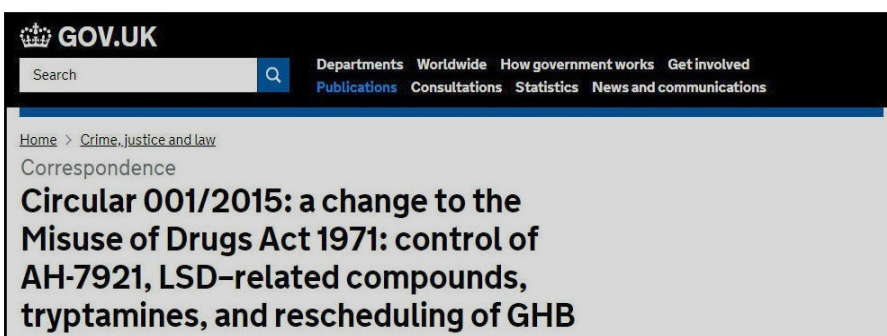 GOV.UK
Search
Departments Worldwide How government works Get involved
Publications Consultations Statistics News and communications
Home > Crime, justice and law
Correspondence
Circular 001/2015: a change to the
Misuse of Drugs Act 1971: control of
AH-7921, LSD–related compounds,
tryptamines, and rescheduling of GHB